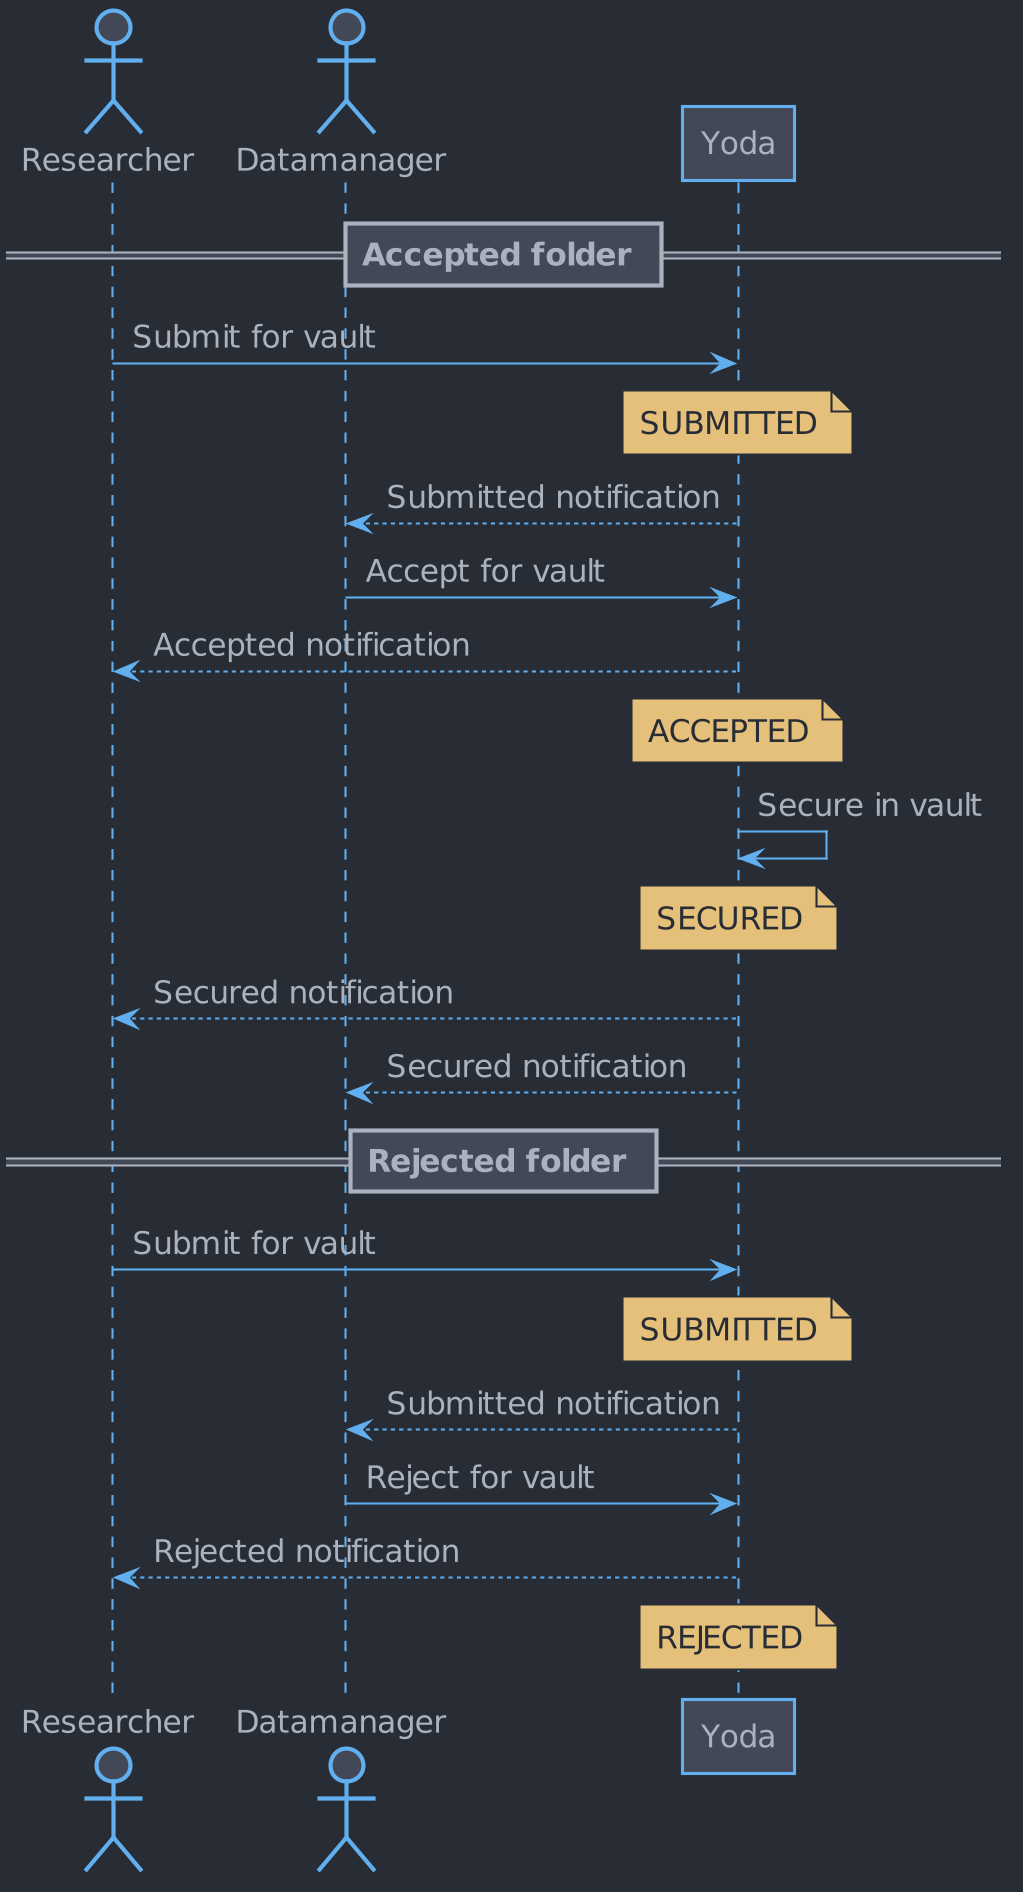 Researcher
Datamanager
Yoda
Accepted folder
Submit for vault
SUBMITTED
Submitted notification
Accept for vault
Accepted notification
ACCEPTED
Secure in vault
SECURED
Secured notification
Secured notification
Rejected folder
Submit for vault
SUBMITTED
Submitted notification
Reject for vault
Rejected notification
REJECTED
Researcher
Datamanager
Yoda